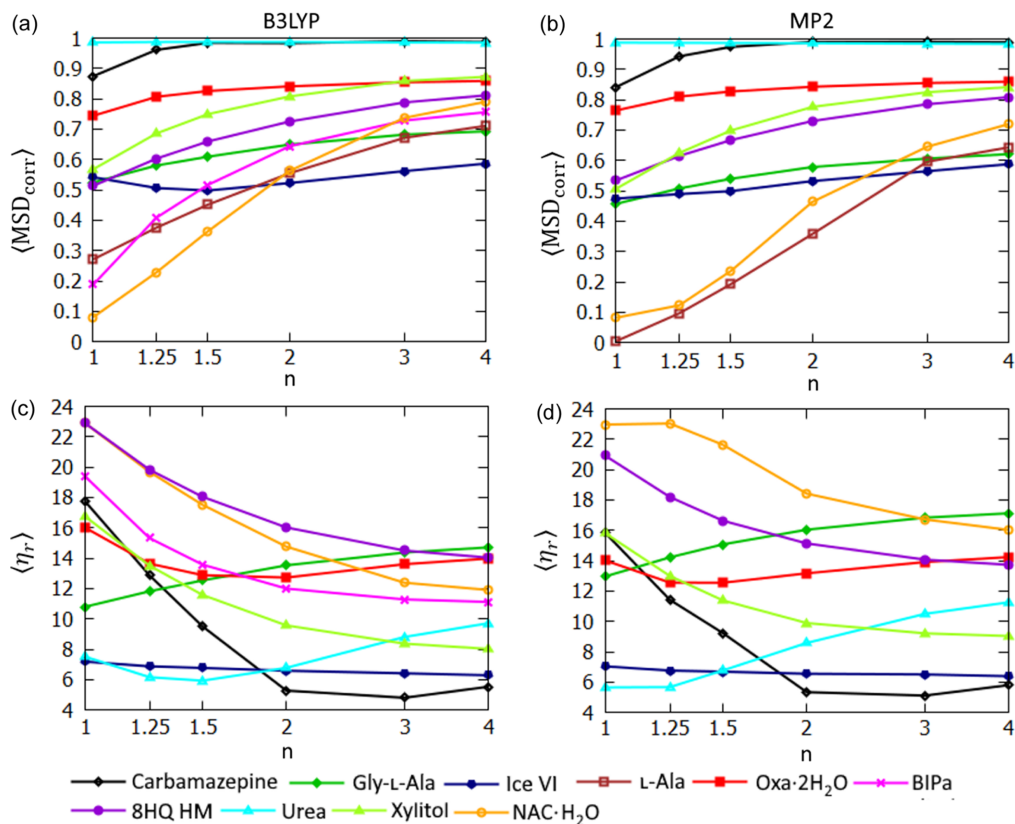 (a) B3LYP (b) MP2
⟨MSDcorr⟩ 1 0.9 0.8 0.7 0.6 0.5 0.4 0.3 0.2 0.1 0
1 1.25 1.5 2 3 4
n
⟨MSDcorr⟩ 1 0.9 0.8 0.7 0.6 0.5 0.4 0.3 0.2 0.1 0
1 1.25 1.5 2 3 4
n
(c) (d)
⟨ηr⟩ 24 22 20 18 16 14 12 10 8 6 4
1 1.25 1.5 2 3 4
n
⟨ηr⟩ 24 22 20 18 16 14 12 10 8 6 4
1 1.25 1.5 2 3 4
n
Carbamazepine Gly-ʟ-Ala Ice VI ʟ-Ala Oxa·2H₂O BIPa
8HQ HM Urea Xylitol NAC·H₂O